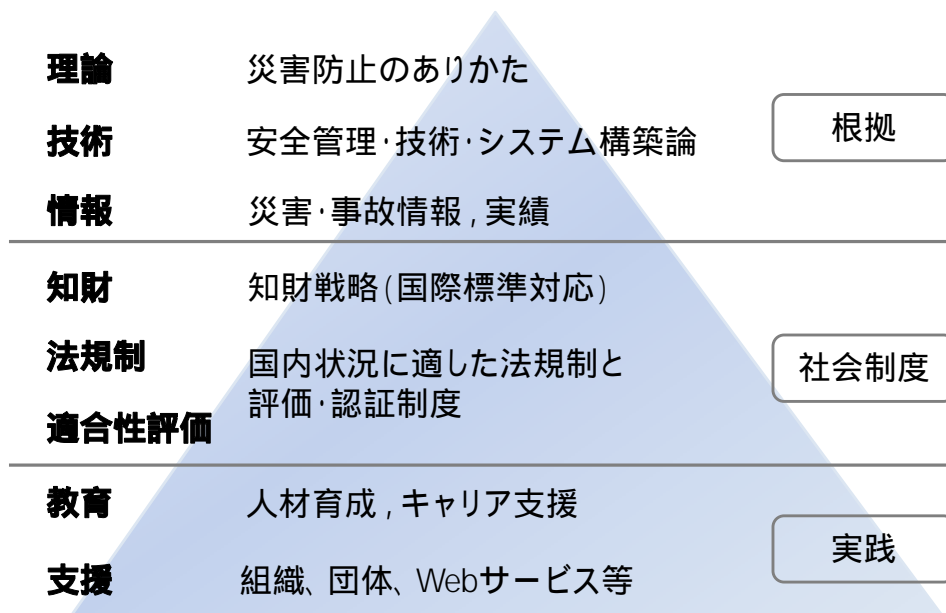 理論 災害防止のありかた
技術 安全管理・技術・システム構築論
根拠
情報 災害・事故情報,実績
知財 知財戦略(国際標準対応)
法規制 国内状況に適した法規制と
評価・認証制度
社会制度
適合性評価
教育 人材育成,キャリア支援
実践
支援 組織、団体、Webサービス等